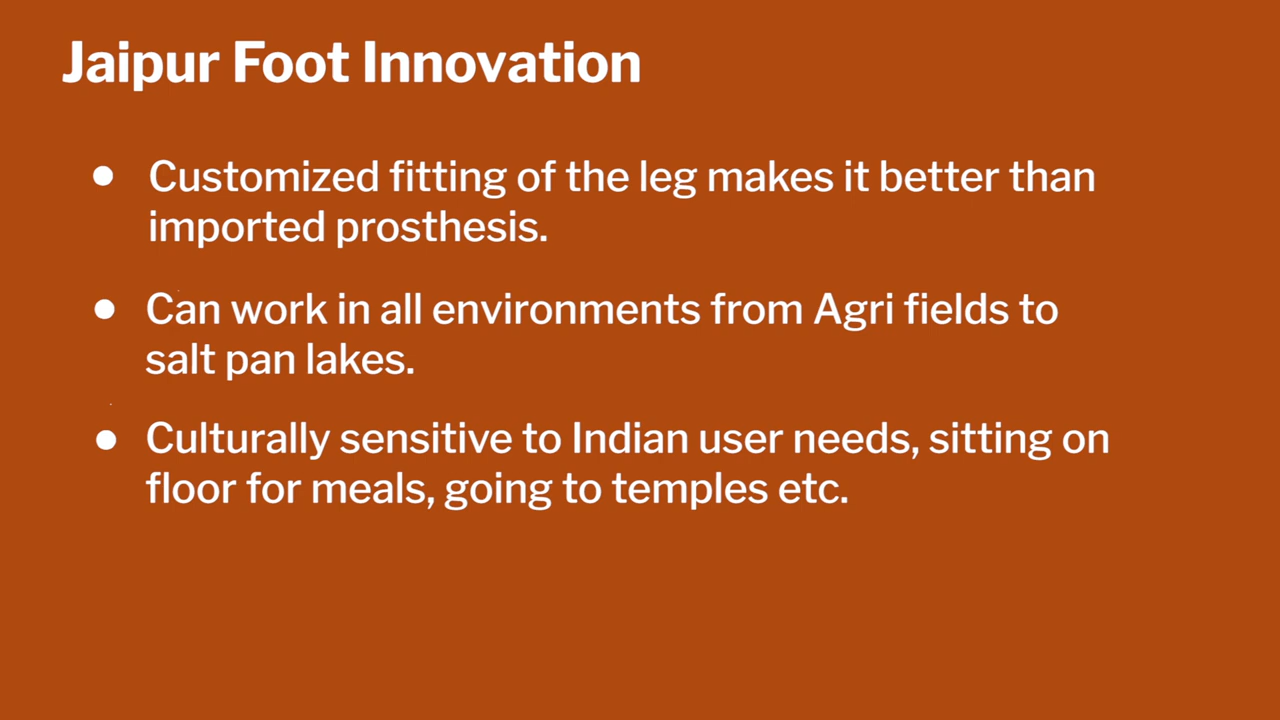 Jaipur Foot Innovation
● Customized fitting of the leg makes it better than
imported prosthesis.
● Can work in all environments from Agri fields to
salt pan lakes.
● Culturally sensitive to Indian user needs, sitting on
floor for meals, going to temples etc.